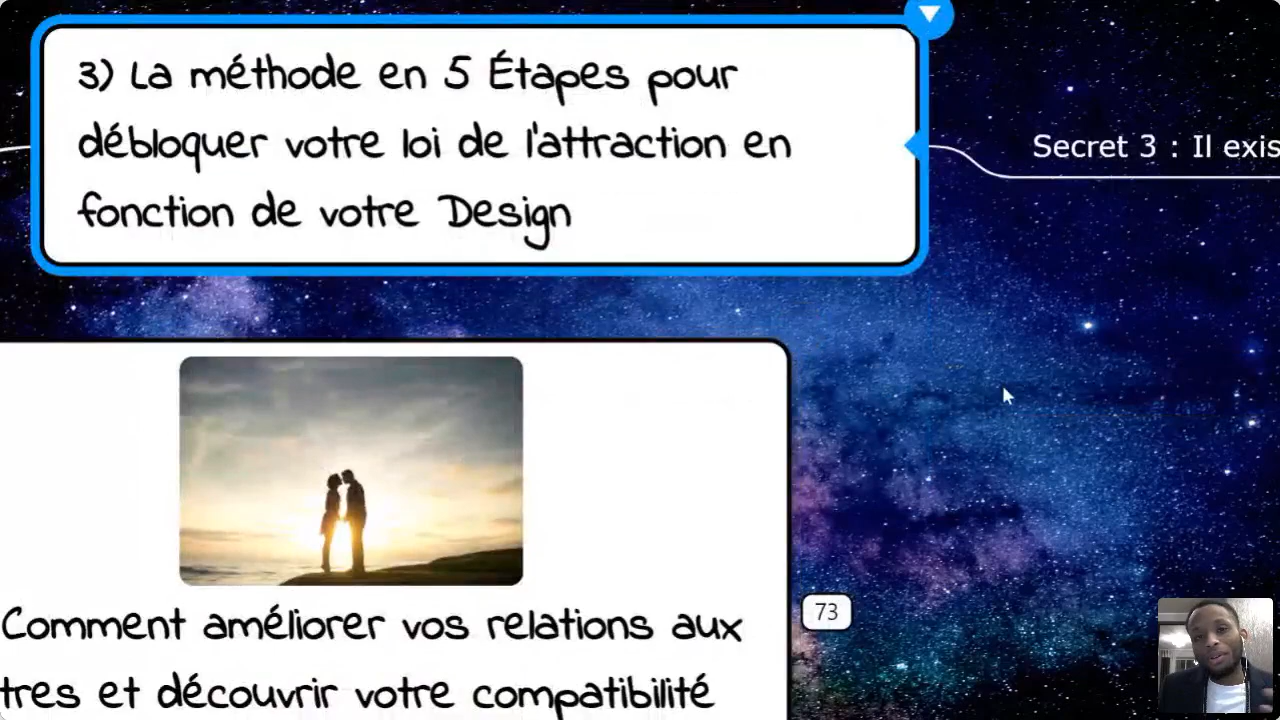 3) La méthode en 5 Étapes pour
débloquer votre loi de l'attraction en
fonction de votre Design
Secret 3 : Il exis
73
Comment améliorer vos relations aux
tres et découvrir votre compatibilité